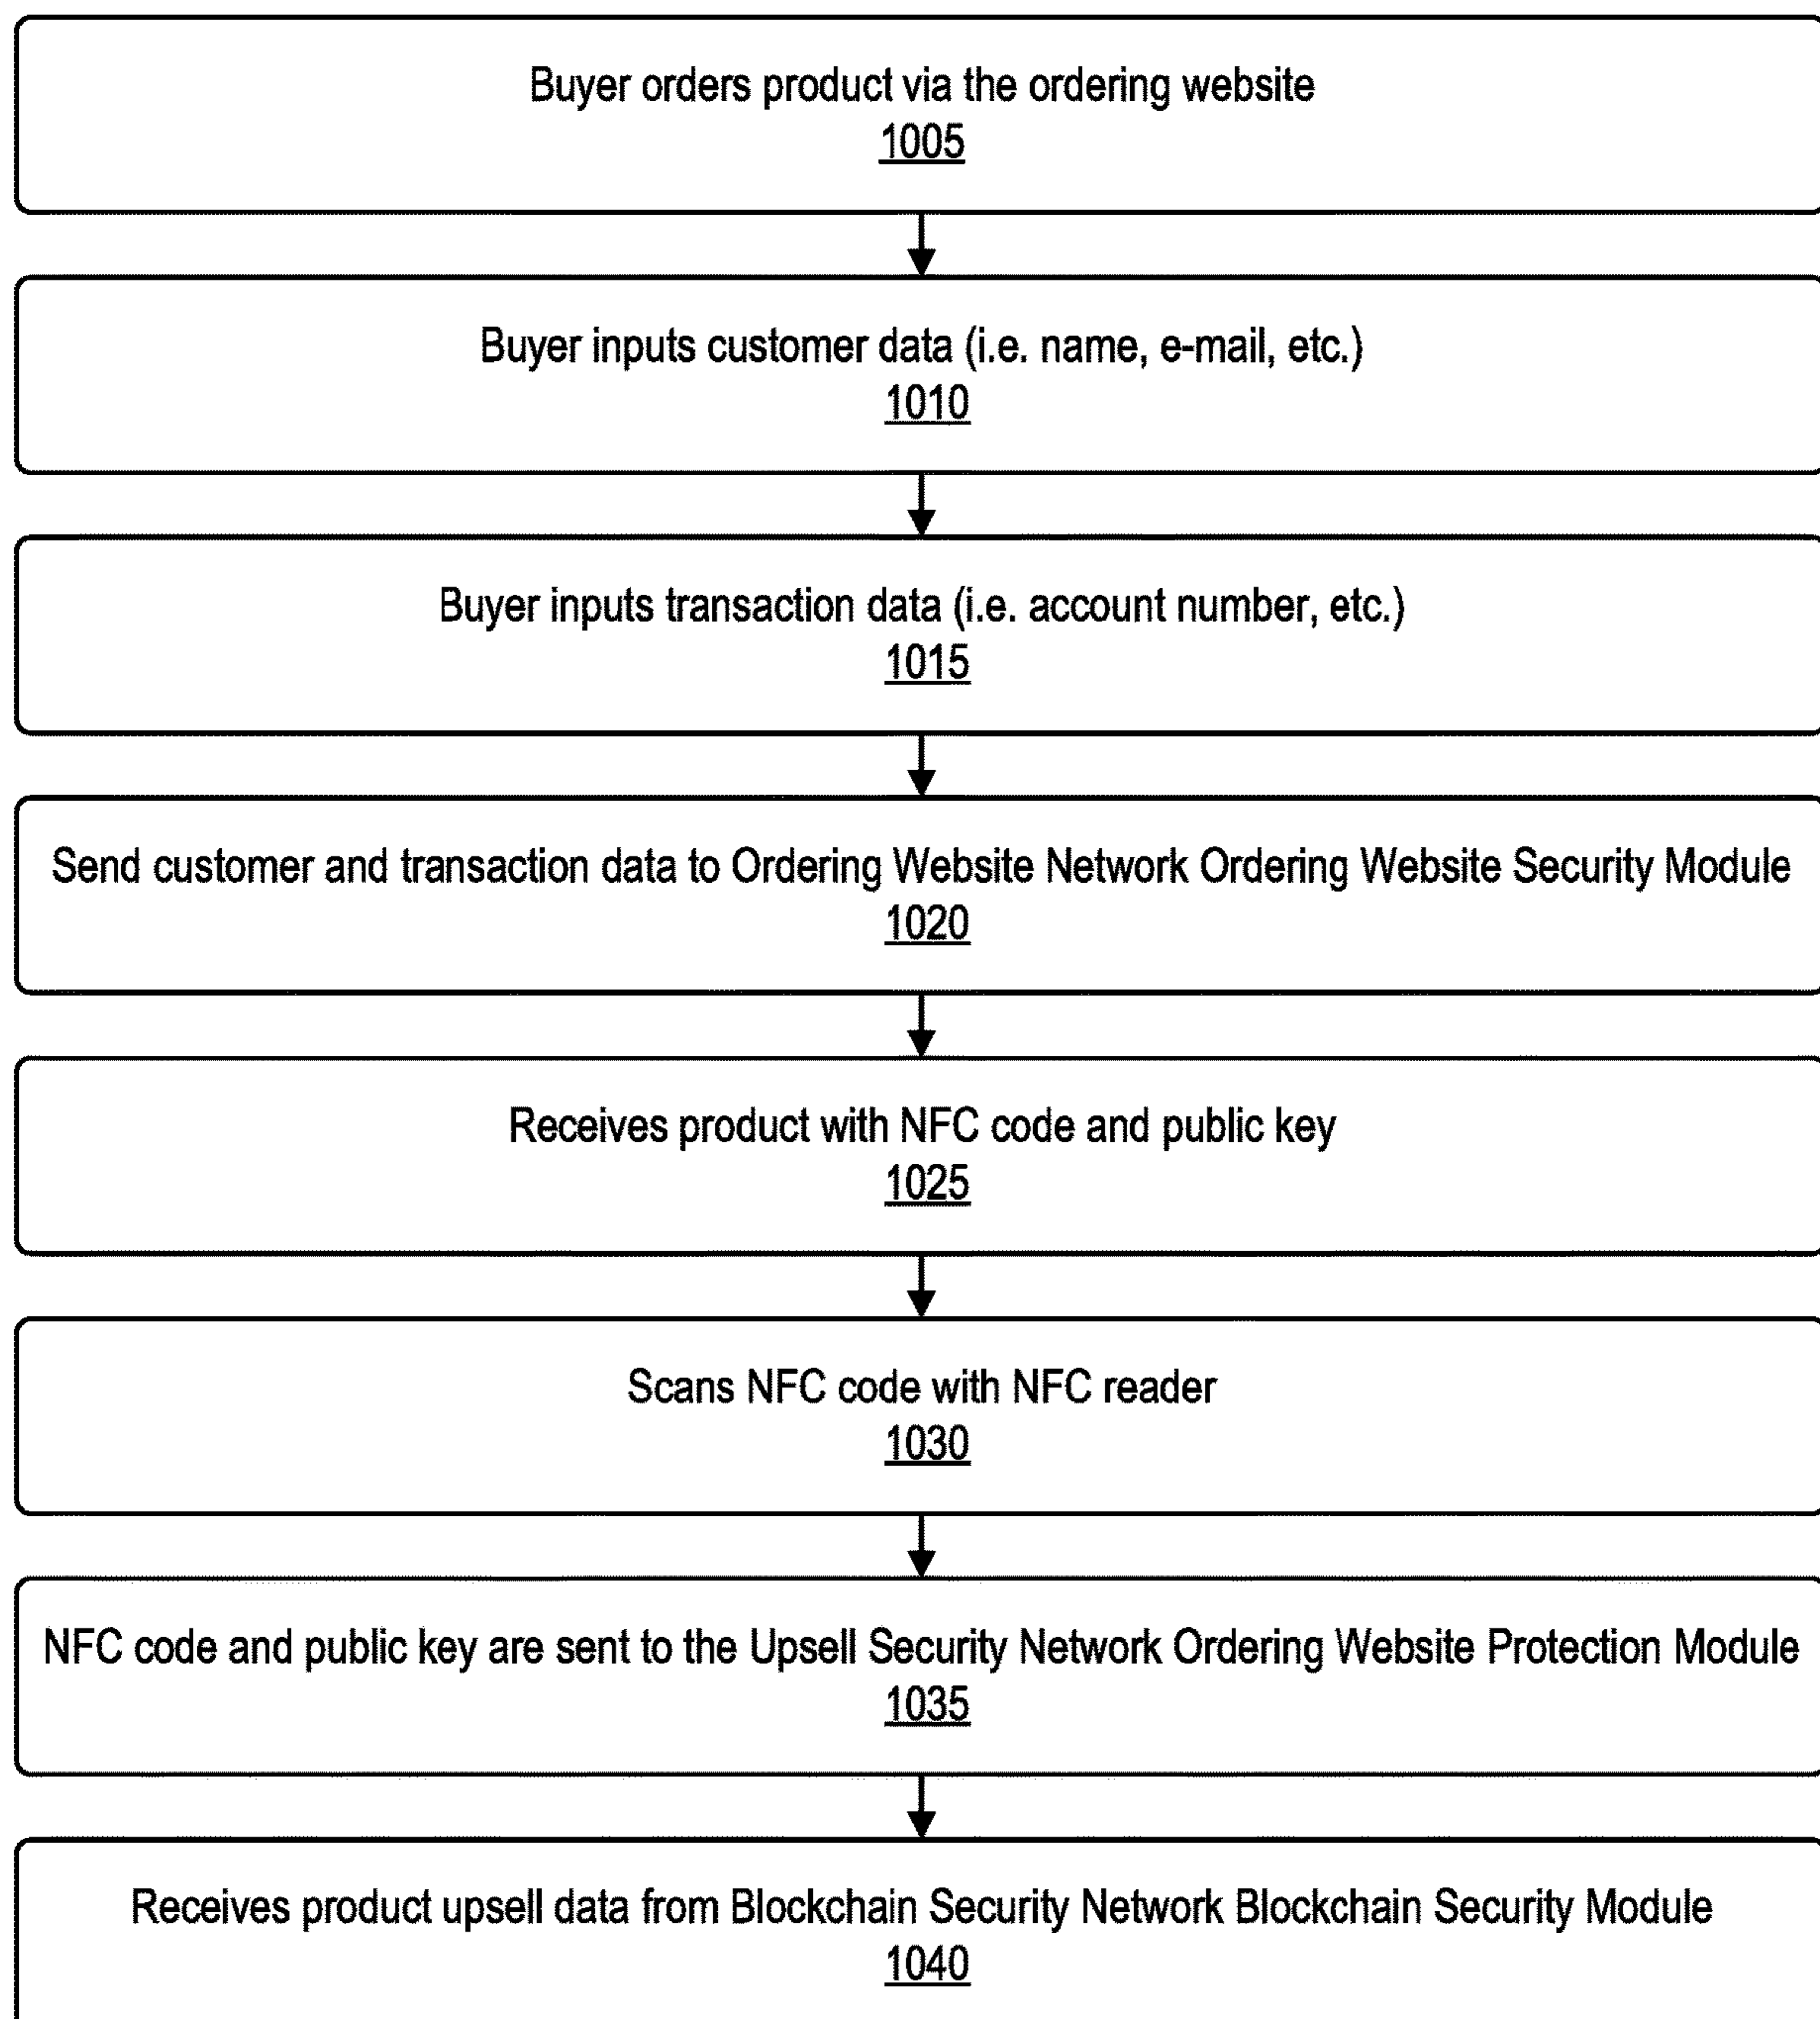 Buyer orders product via the ordering website
1005
Buyer inputs customer data (i.e. name, e-mail, etc.)
1010
Buyer inputs transaction data (i.e. account number, etc.)
1015
Send customer and transaction data to Ordering Website Network Ordering Website Security Module
1020
Receives product with NFC code and public key
1025
Scans NFC code with NFC reader
1030
NFC code and public key are sent to the Upsell Security Network Ordering Website Protection Module
1035
Receives product upsell data from Blockchain Security Network Blockchain Security Module
1040